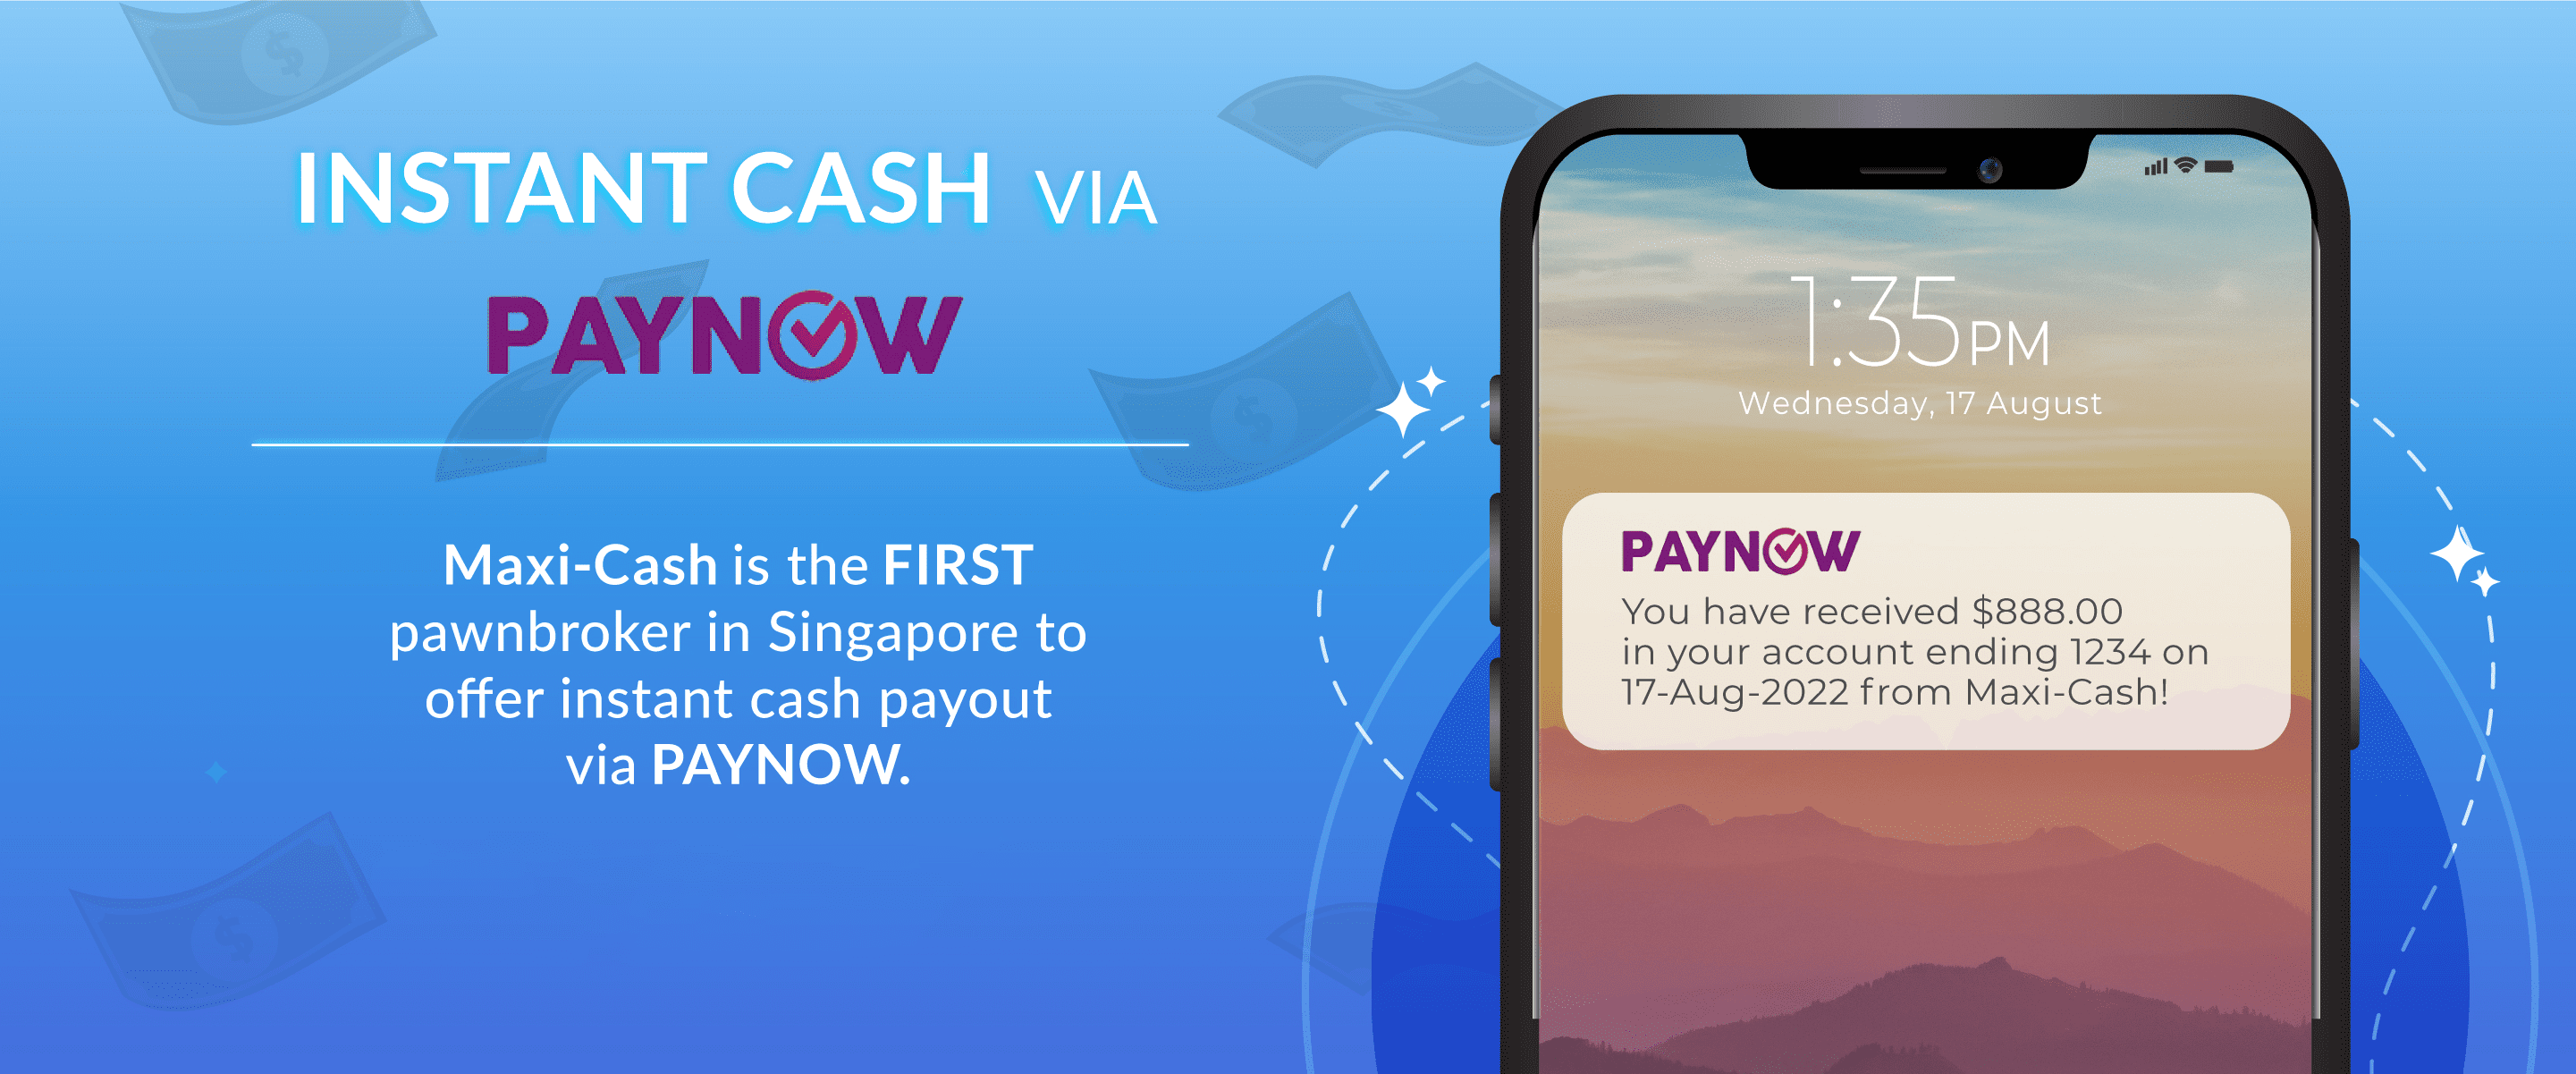 INSTANT CASH VIA
PAYNOW
Maxi-Cash is the FIRST
pawnbroker in Singapore to
offer instant cash payout
via PAYNOW.
1:35PM
Wednesday, 17 August
PAYNOW
You have received $888.00
in your account ending 1234 on
17-Aug-2022 from Maxi-Cash!